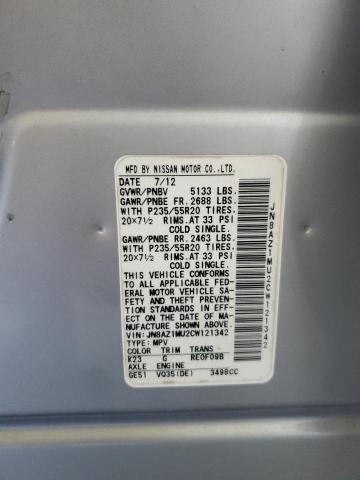 MFD BY NISSAN MOTOR CO.,LTD.
DATE 7/12
GVWR/PNBV 5133 LBS.
GAWR/PNBE FR. 2688 LBS.
WITH P235/55R20 TIRES.
20×7½ RIMS.AT 33 PSI
COLD SINGLE.
GAWR/PNBE RR. 2463 LBS.
WITH P235/55R20 TIRES.
20×7½ RIMS.AT 33 PSI
COLD SINGLE.
THIS VEHICLE CONFORMS
TO ALL APPLICABLE FED-
ERAL MOTOR VEHICLE SA-
FETY AND THEFT PREVEN-
TION STANDARDS IN EFF-
ECT ON THE DATE OF MA-
NUFACTURE SHOWN ABOVE.
VIN:JN8AZ1MU2CW121342
TYPE:MPV
COLOR TRIM TRANS
K23 G RE0F09B
AXLE ENGINE
GE51 VQ35(DE) 3498CC
JN8AZ1MU2CW121342